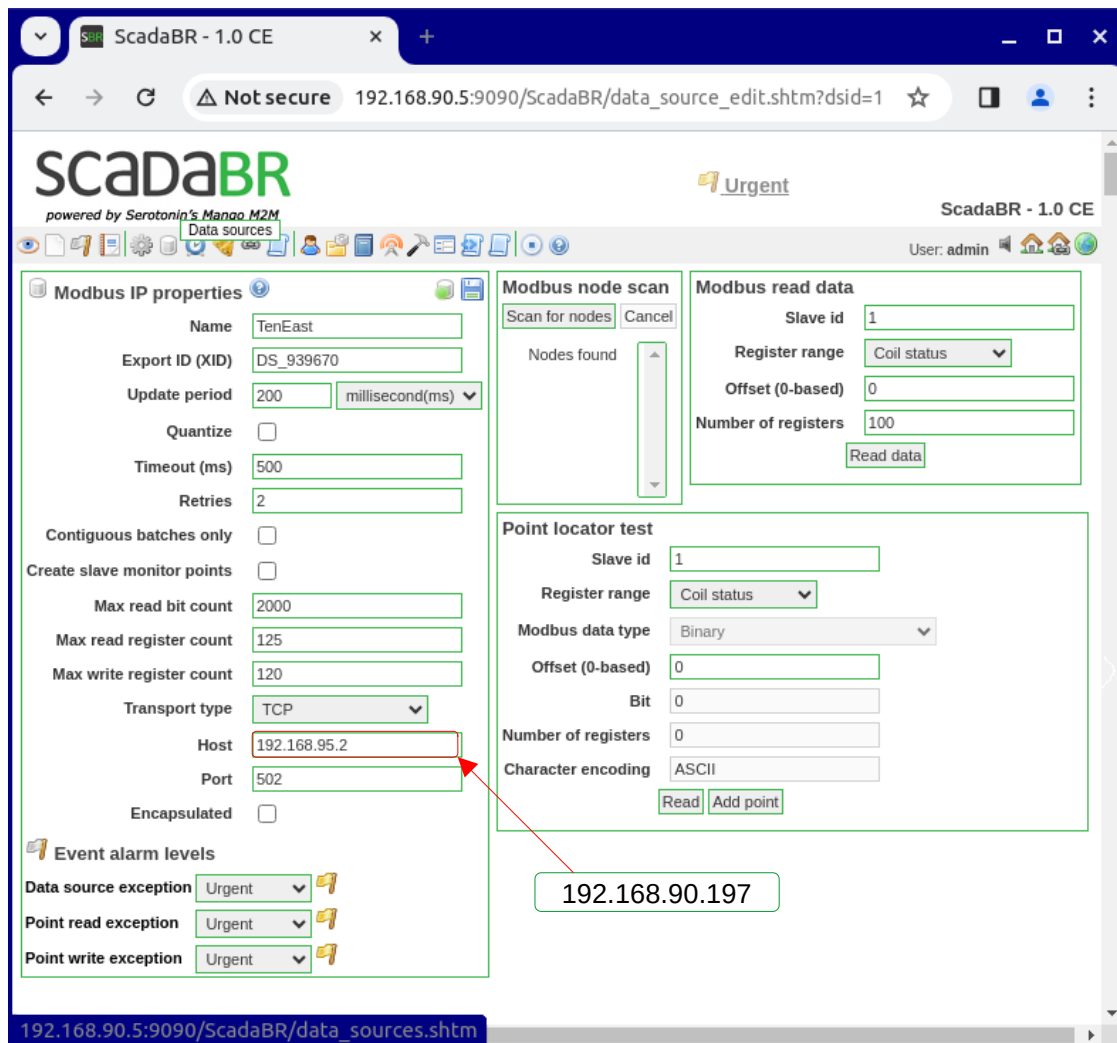 SBR ScadaBR - 1.0 CE
Not secure 192.168.90.5:9090/ScadaBR/data_source_edit.shtm?dsid=1
scadaBR
powered by Serotonin's Mango M2M
Urgent
ScadaBR - 1.0 CE
Data sources
User: admin
Modbus IP properties
Name TenEast
Export ID (XID) DS_939670
Update period 200 millisecond(ms)
Quantize
Timeout (ms) 500
Retries 2
Contiguous batches only
Create slave monitor points
Max read bit count 2000
Max read register count 125
Max write register count 120
Transport type TCP
Host 192.168.95.2
Port 502
Encapsulated
Event alarm levels
Data source exception Urgent
Point read exception Urgent
Point write exception Urgent
Modbus node scan
Scan for nodes Cancel
Nodes found
Modbus read data
Slave id 1
Register range Coil status
Offset (0-based) 0
Number of registers 100
Read data
Point locator test
Slave id 1
Register range Coil status
Modbus data type Binary
Offset (0-based) 0
Bit 0
Number of registers 0
Character encoding ASCII
Read Add point
192.168.90.197
192.168.90.5:9090/ScadaBR/data_sources.shtm